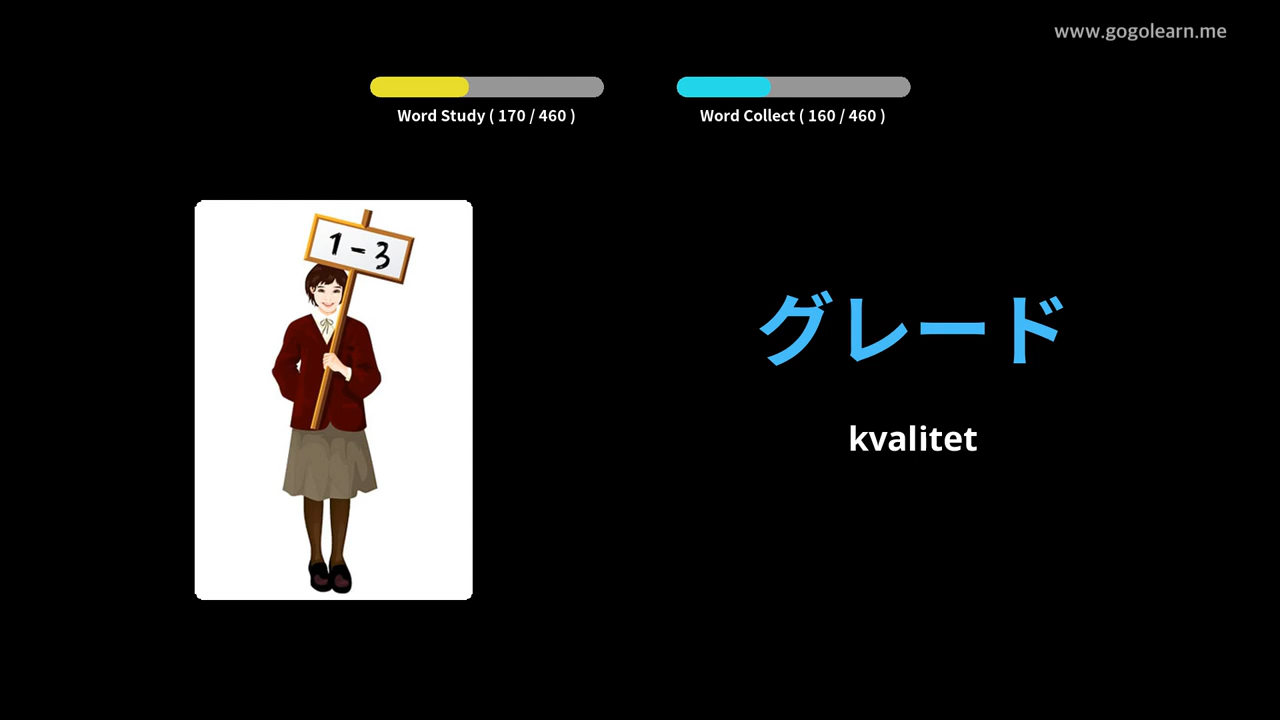 www.gogolearn.me
Word Study ( 170 / 460 )
Word Collect ( 160 / 460 )
1 - 3
グレード
kvalitet